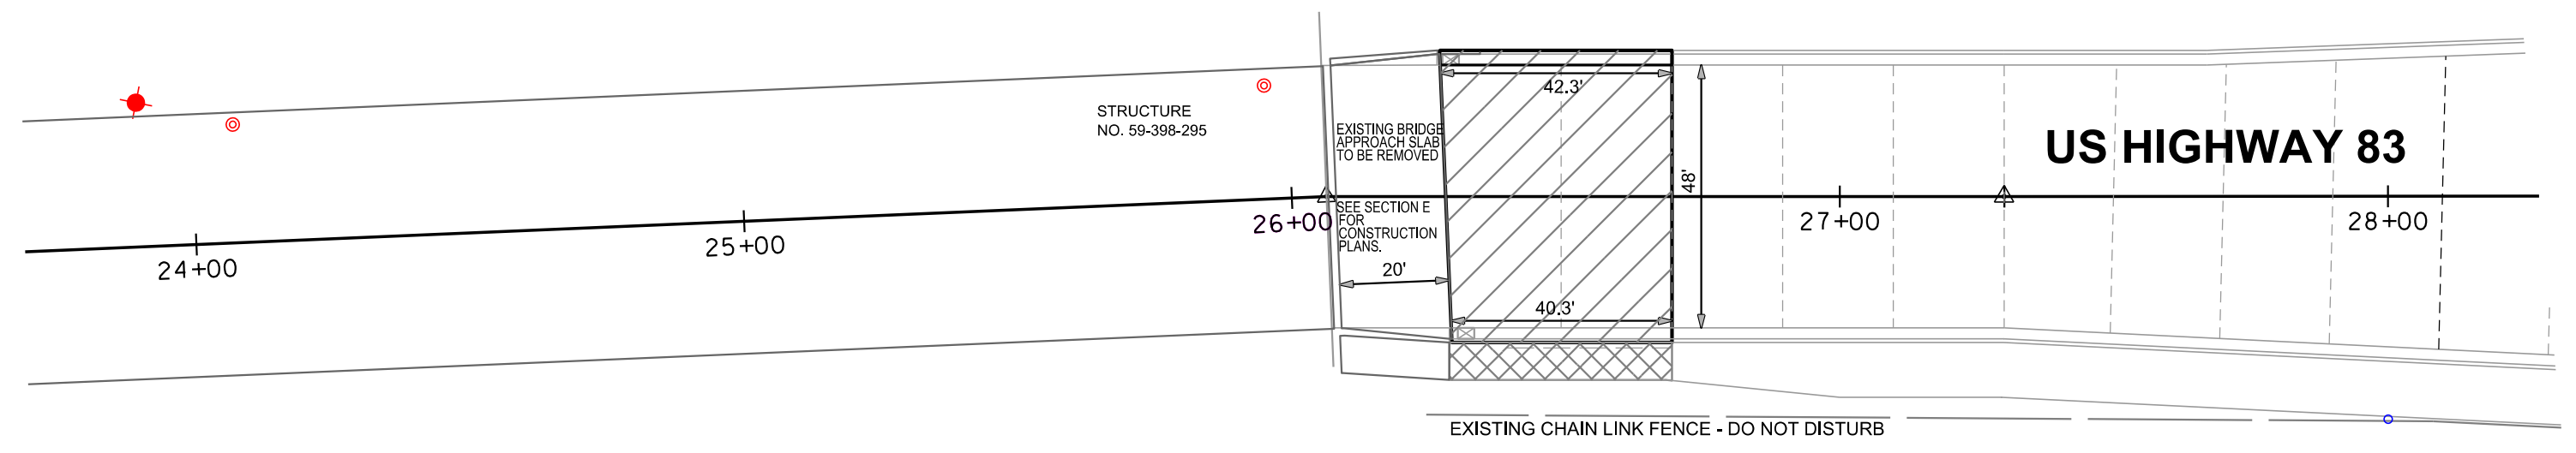 STRUCTURE
NO. 59-398-295
EXISTING BRIDGE
APPROACH SLAB
TO BE REMOVED
42.3'
48'
US HIGHWAY 83
24+00
25+00
26+00
SEE SECTION E
FOR
CONSTRUCTION
PLANS.
20'
40.3'
27+00
28+00
EXISTING CHAIN LINK FENCE - DO NOT DISTURB